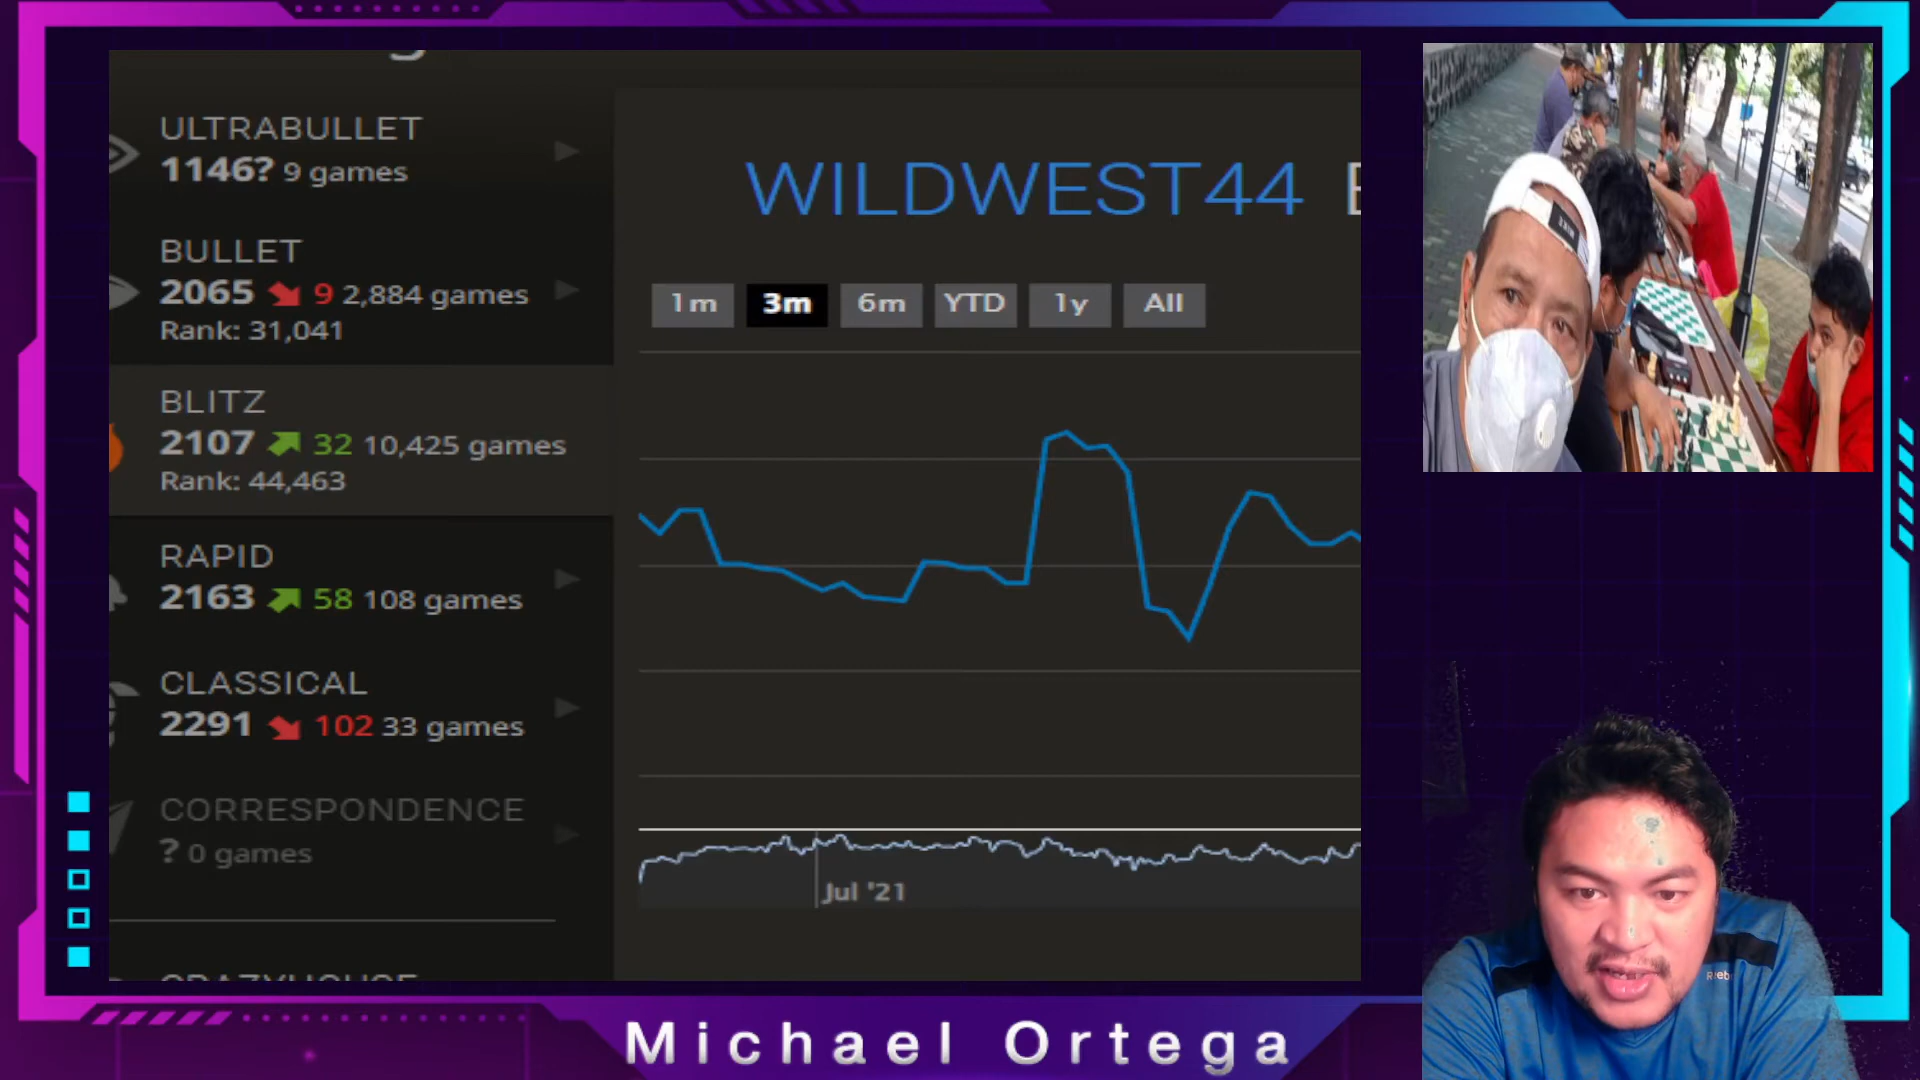 ULTRABULLET
1146? 9 games
BULLET
2065 9 2,884 games
Rank: 31,041
BLITZ
2107 32 10,425 games
Rank: 44,463
RAPID
2163 58 108 games
CLASSICAL
2291 102 33 games
CORRESPONDENCE
? 0 games
CRAZYHOUSE
WILDWEST44
1m 3m 6m YTD 1y All
Jul '21
Michael Ortega